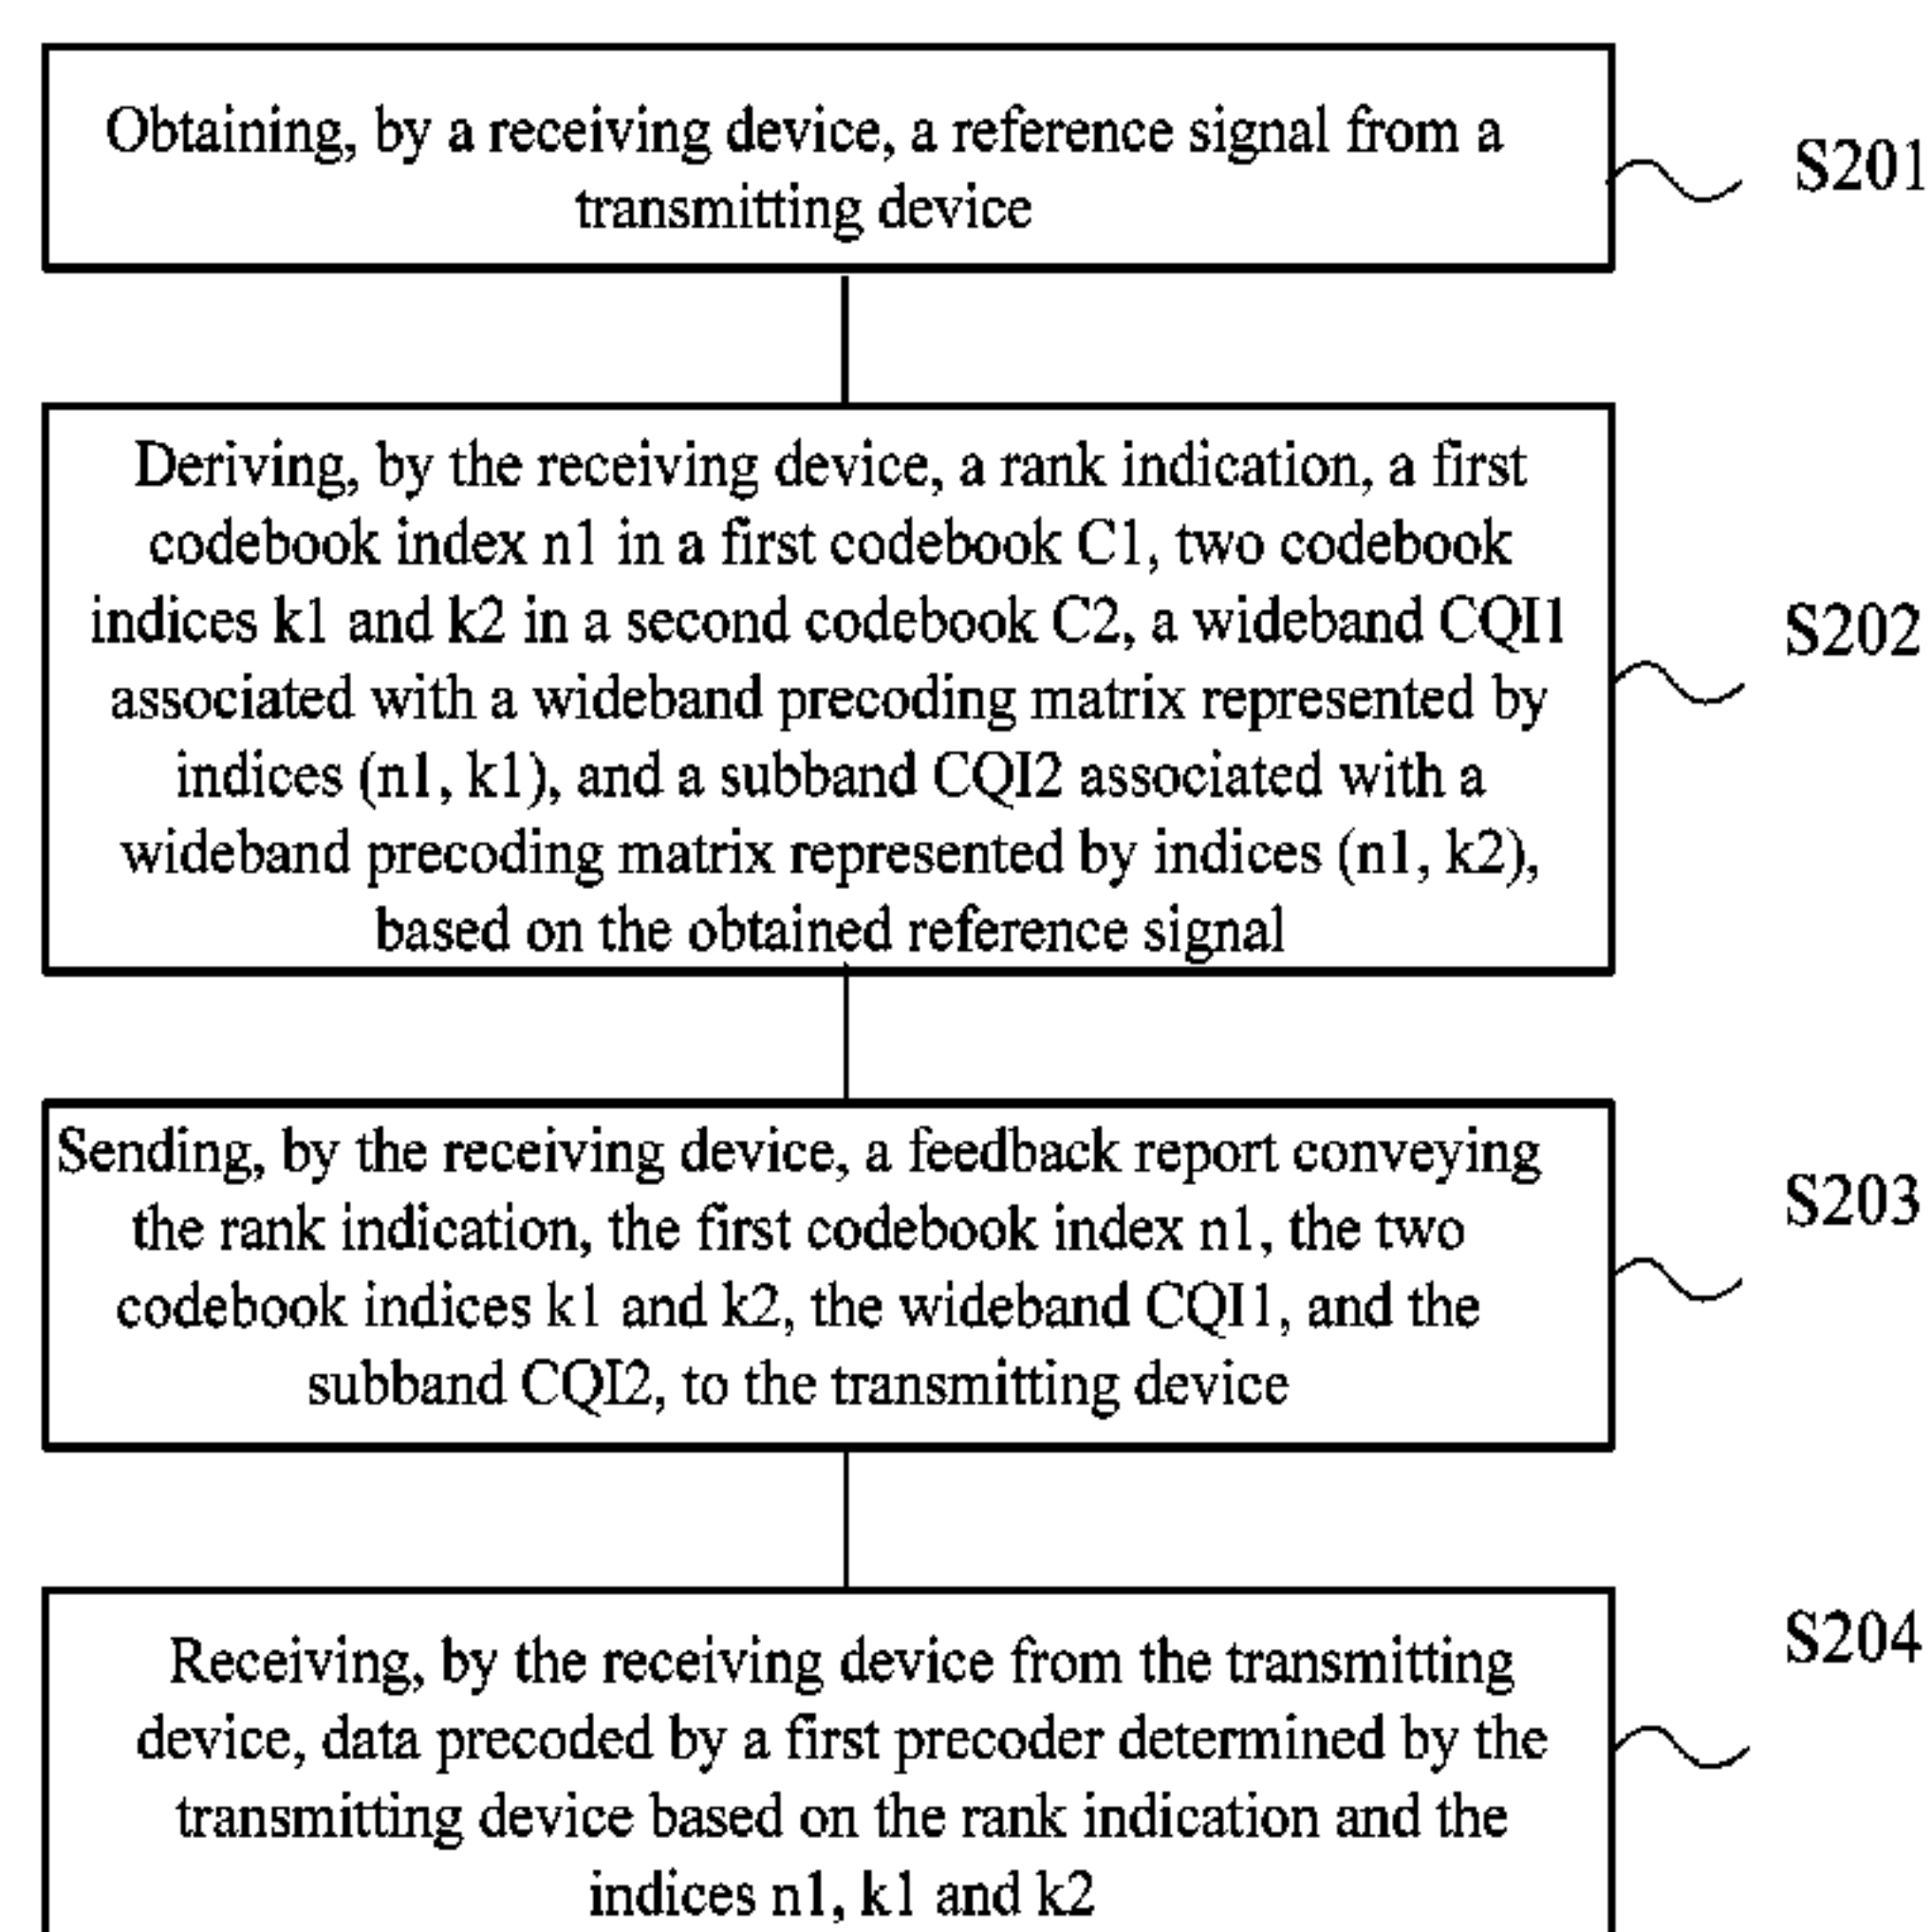 Obtaining, by a receiving device, a reference signal from a
transmitting device
S201
Deriving, by the receiving device, a rank indication, a first
codebook index n1 in a first codebook C1, two codebook
indices k1 and k2 in a second codebook C2, a wideband CQI1
associated with a wideband precoding matrix represented by
indices (n1, k1), and a subband CQI2 associated with a
wideband precoding matrix represented by indices (n1, k2),
based on the obtained reference signal
S202
Sending, by the receiving device, a feedback report conveying
the rank indication, the first codebook index n1, the two
codebook indices k1 and k2, the wideband CQI1, and the
subband CQI2, to the transmitting device
S203
Receiving, by the receiving device from the transmitting
device, data precoded by a first precoder determined by the
transmitting device based on the rank indication and the
indices n1, k1 and k2
S204